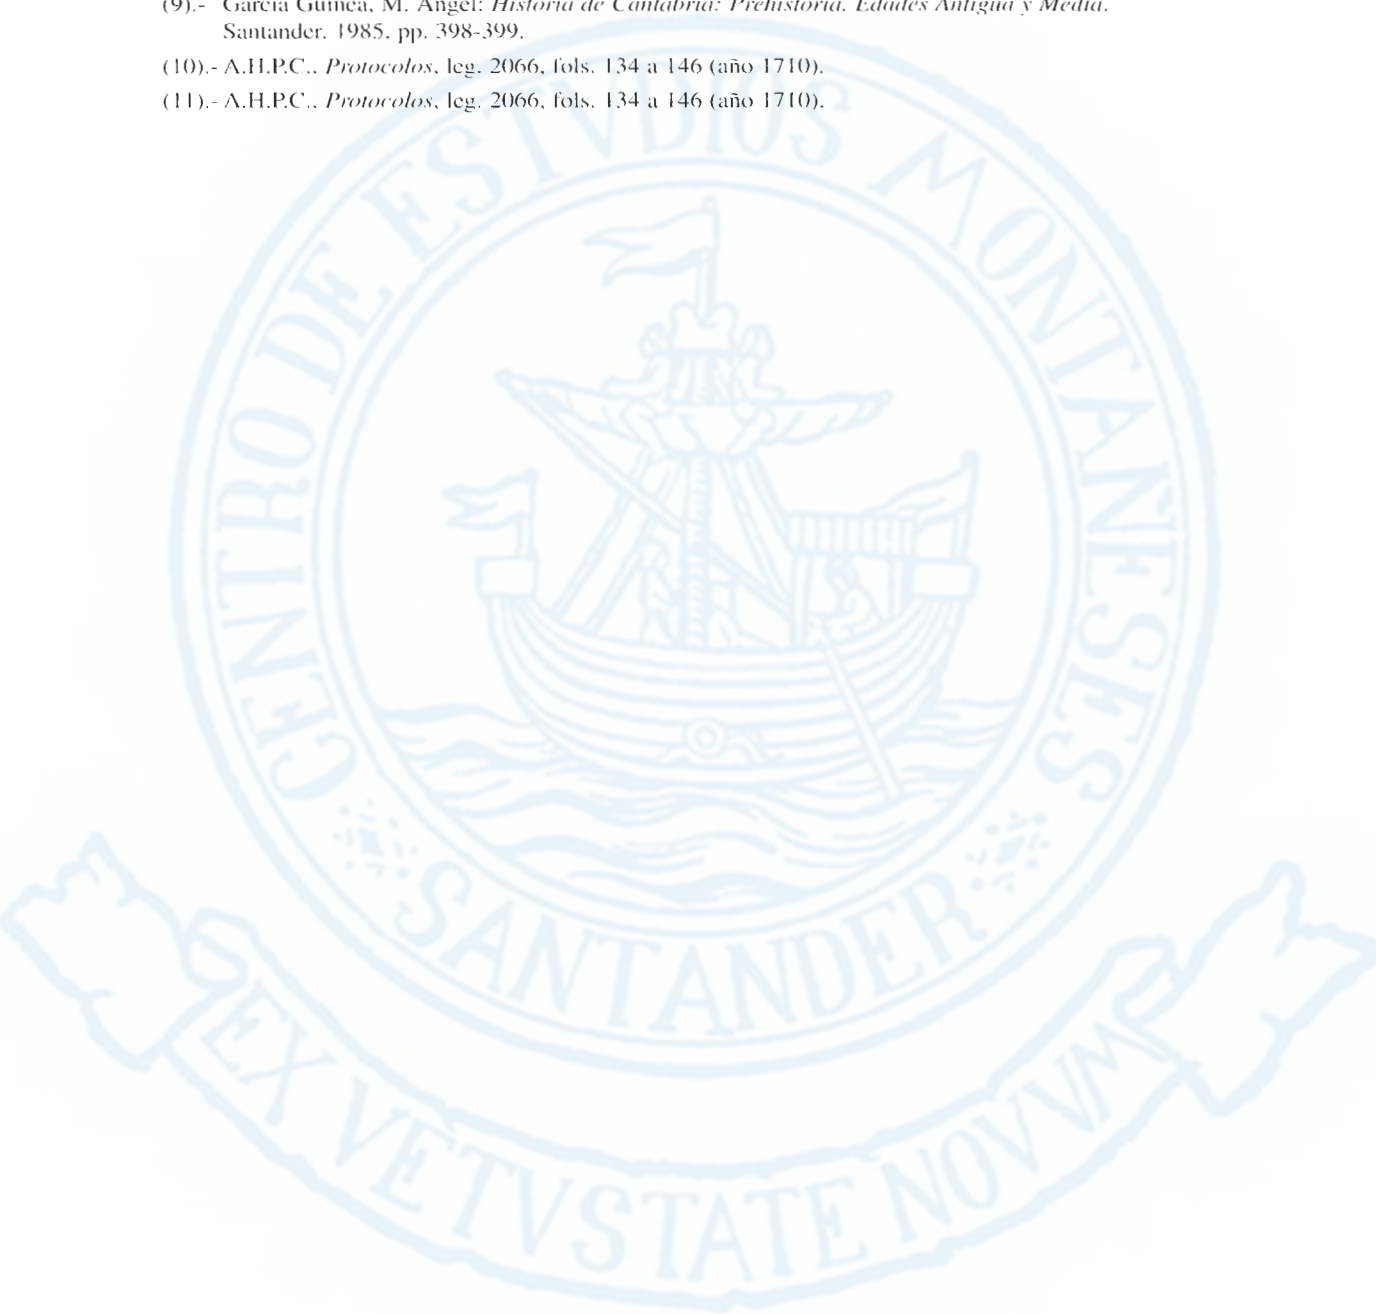 (9).- García Guinea, M. Ángel: Historia de Cantabria: Prehistoria. Edades Antigua y Media.
Santander. 1985, pp. 398-399.
(10).- A.H.P.C., Protocolos, leg. 2066, fols. 134 a 146 (año 1710).
(11).- A.H.P.C., Protocolos, leg. 2066, fols. 134 a 146 (año 1710).
CENTRO DE ESTVDIOS MONTAÑESES
SANTANDER
EX VETVSTATE NOVVM